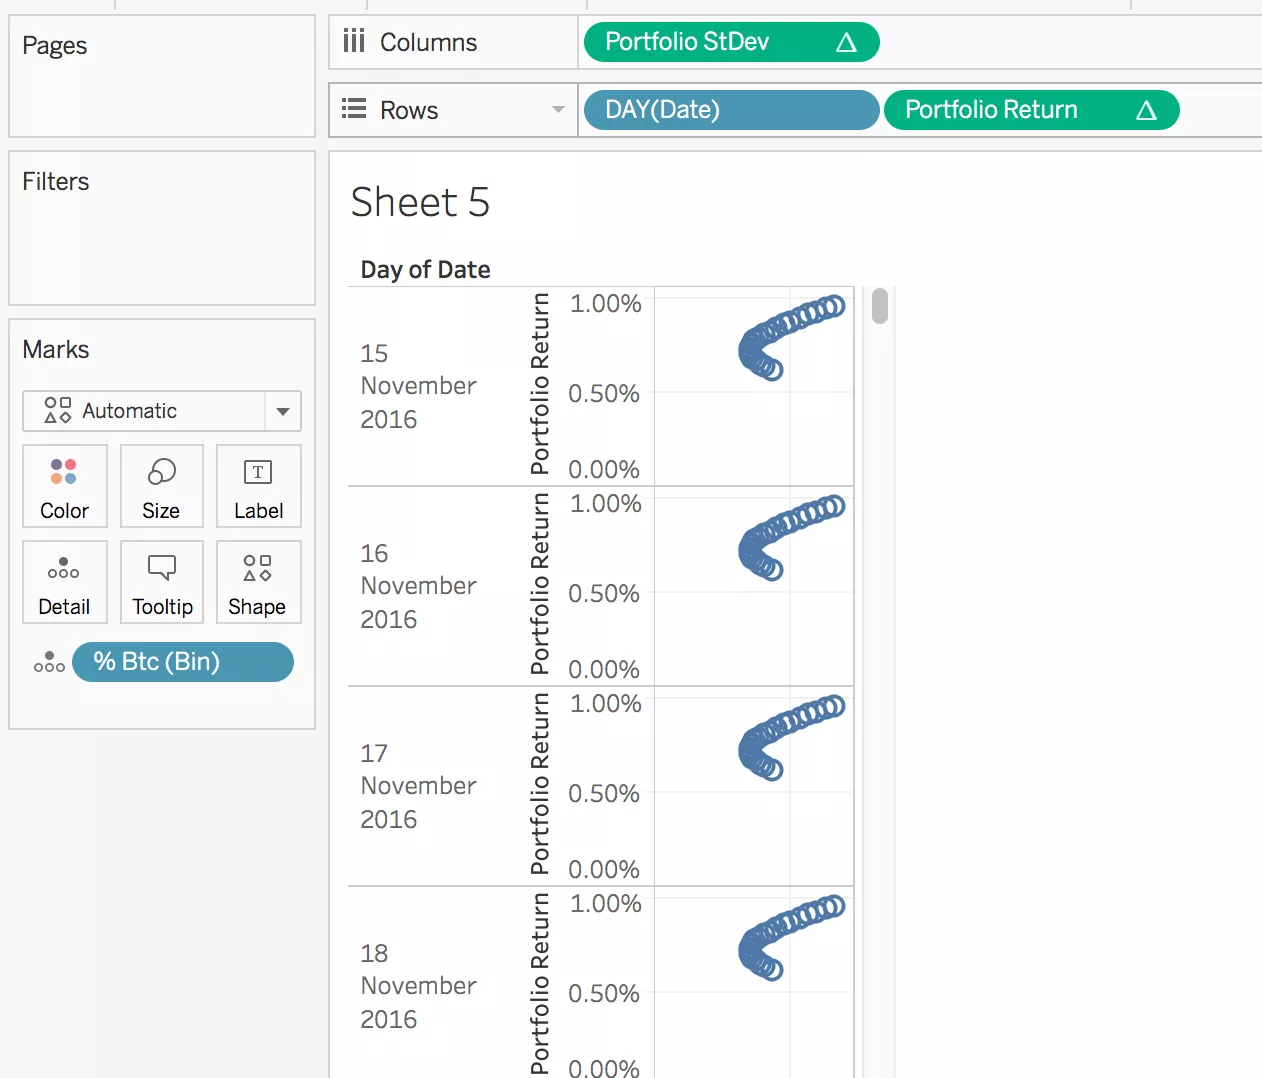 Pages
Columns
Portfolio StDev
Rows
DAY(Date)
Portfolio Return
Filters
Marks
Automatic
Color
Size
T
Label
Detail
Tooltip
Shape
% Btc (Bin)
Sheet 5
Day of Date
15
November
2016
Portfolio Return
1.00%
0.50%
0.00%
16
November
2016
Portfolio Return
1.00%
0.50%
0.00%
17
November
2016
Portfolio Return
1.00%
0.50%
0.00%
18
November
2016
Portfolio Return
1.00%
0.50%
0.00%